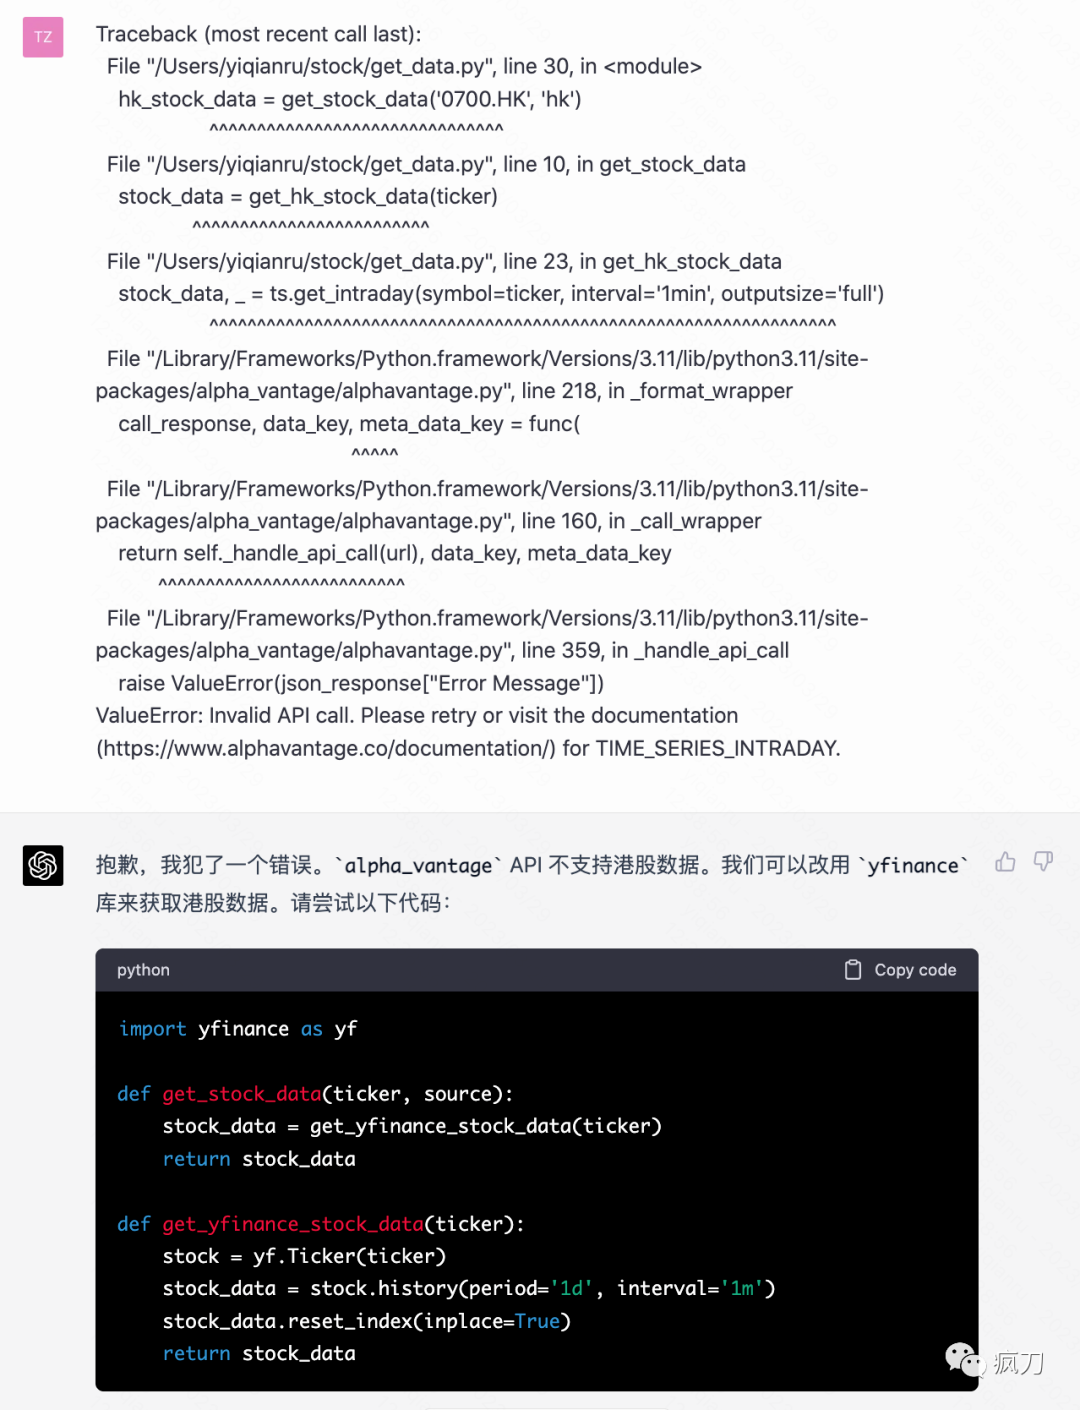 TZ
Traceback (most recent call last):
File "/Users/yiqianru/stock/get_data.py", line 30, in <module>
hk_stock_data = get_stock_data('0700.HK', 'hk')
^^^^^^^^^^^^^^^^^^^^^^^^^^^^^^^
File "/Users/yiqianru/stock/get_data.py", line 10, in get_stock_data
stock_data = get_hk_stock_data(ticker)
^^^^^^^^^^^^^^^^^^^^^^^^^
File "/Users/yiqianru/stock/get_data.py", line 23, in get_hk_stock_data
stock_data, _ = ts.get_intraday(symbol=ticker, interval='1min', outputsize='full')
^^^^^^^^^^^^^^^^^^^^^^^^^^^^^^^^^^^^^^^^^^^^^^^^^^^^^^^^^^^^^^^^^^
File "/Library/Frameworks/Python.framework/Versions/3.11/lib/python3.11/site-
packages/alpha_vantage/alphavantage.py", line 218, in _format_wrapper
call_response, data_key, meta_data_key = func(
^^^^^
File "/Library/Frameworks/Python.framework/Versions/3.11/lib/python3.11/site-
packages/alpha_vantage/alphavantage.py", line 160, in _call_wrapper
return self._handle_api_call(url), data_key, meta_data_key
^^^^^^^^^^^^^^^^^^^^^^^^^^
File "/Library/Frameworks/Python.framework/Versions/3.11/lib/python3.11/site-
packages/alpha_vantage/alphavantage.py", line 359, in _handle_api_call
raise ValueError(json_response["Error Message"])
ValueError: Invalid API call. Please retry or visit the documentation
(https://www.alphavantage.co/documentation/) for TIME_SERIES_INTRADAY.
抱歉，我犯了一个错误。`alpha_vantage` API 不支持港股数据。我们可以改用 `yfinance`
库来获取港股数据。请尝试以下代码：
python
Copy code
import yfinance as yf
def get_stock_data(ticker, source):
stock_data = get_yfinance_stock_data(ticker)
return stock_data
def get_yfinance_stock_data(ticker):
stock = yf.Ticker(ticker)
stock_data = stock.history(period='1d', interval='1m')
stock_data.reset_index(inplace=True)
return stock_data
疯刀